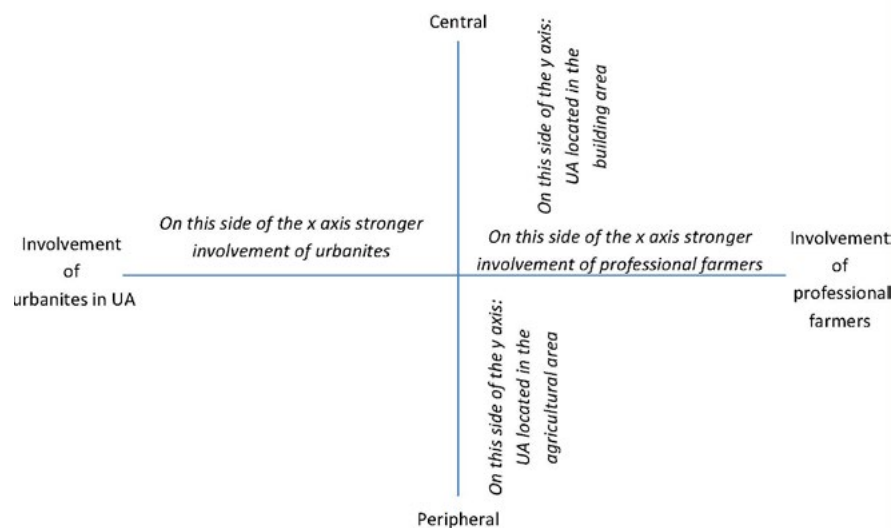 Central
On this side of the y axis:
UA located in the
building area
On this side of the x axis stronger
involvement of urbanites
On this side of the x axis stronger
involvement of professional farmers
Involvement
of
urbanites in UA
Involvement
of
professional
farmers
On this side of the y axis:
UA located in the
agricultural area
Peripheral